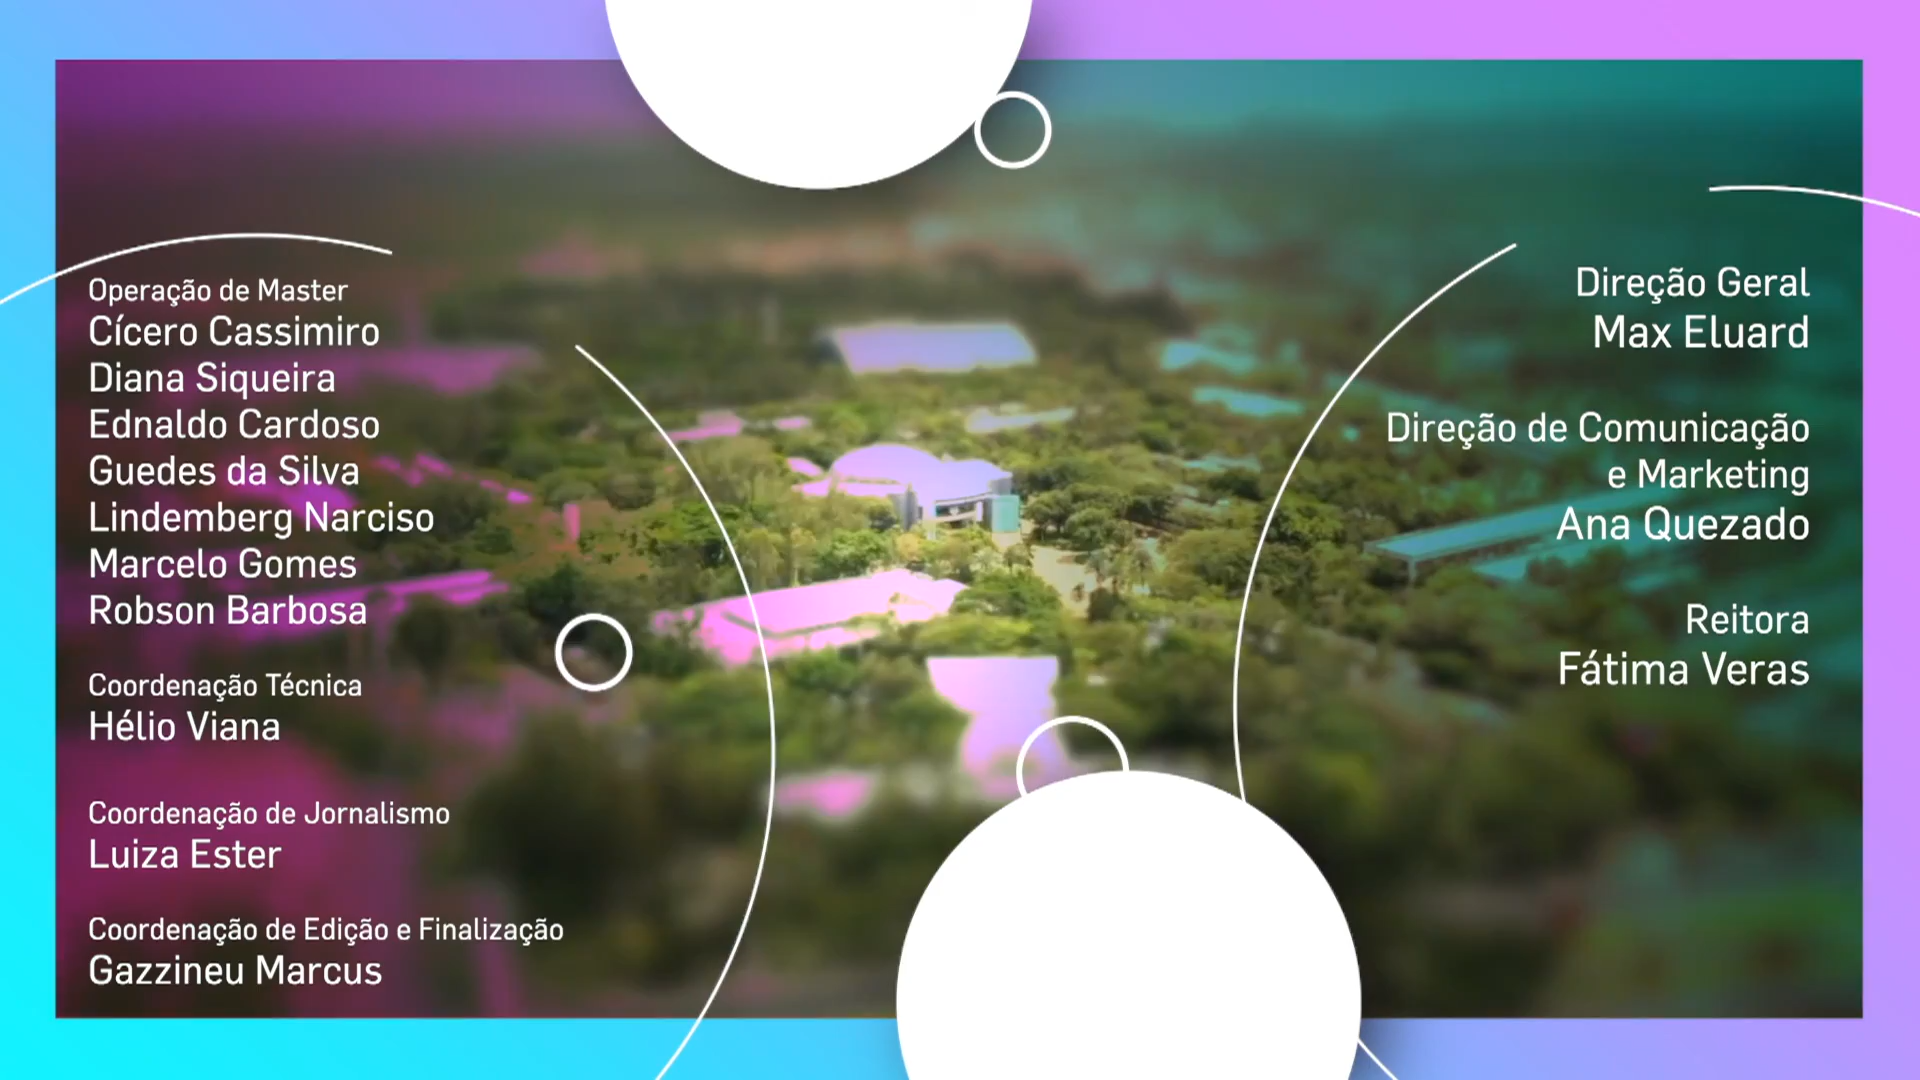 Operação de Master
Cícero Cassimiro
Diana Siqueira
Ednaldo Cardoso
Guedes da Silva
Lindemberg Narciso
Marcelo Gomes
Robson Barbosa
Coordenação Técnica
Hélio Viana
Coordenação de Jornalismo
Luiza Ester
Coordenação de Edição e Finalização
Gazzineu Marcus
Direção Geral
Max Eluard
Direção de Comunicação
e Marketing
Ana Quezado
Reitora
Fátima Veras